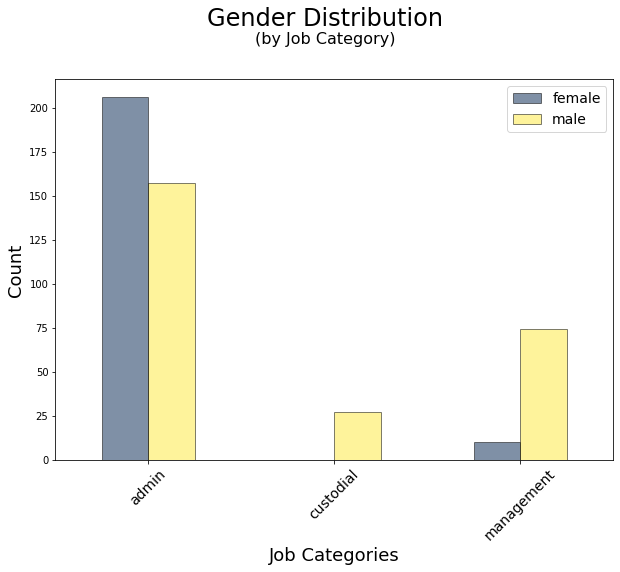 Gender Distribution
(by Job Category)
female
male
200
175
150
125
100
75
50
25
0
Count
admin
custodial
management
Job Categories